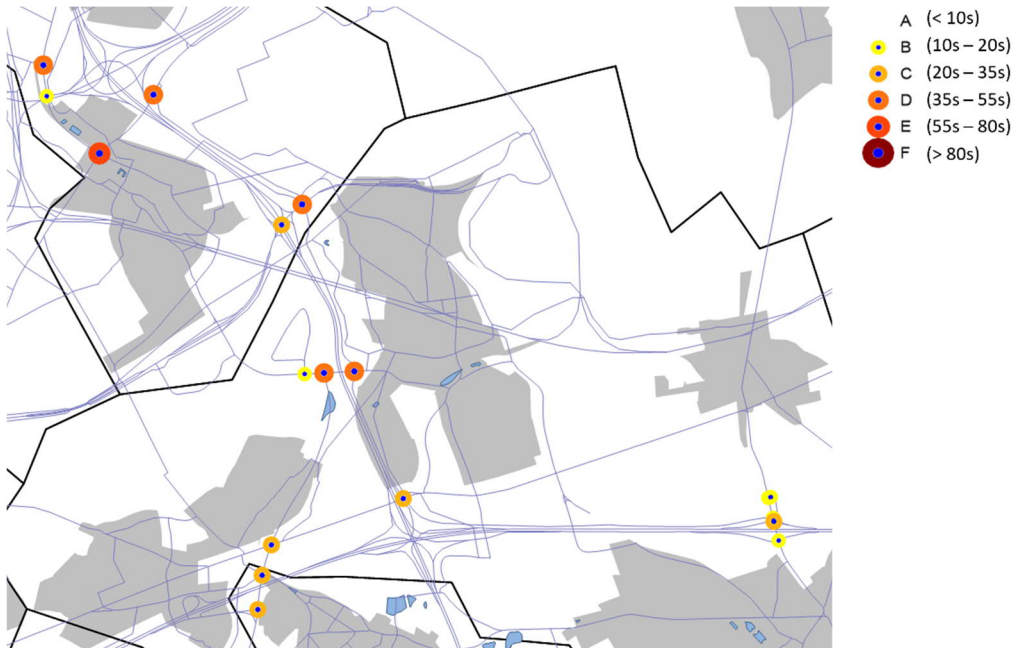 A (< 10s)
B (10s – 20s)
C (20s – 35s)
D (35s – 55s)
E (55s – 80s)
F (> 80s)